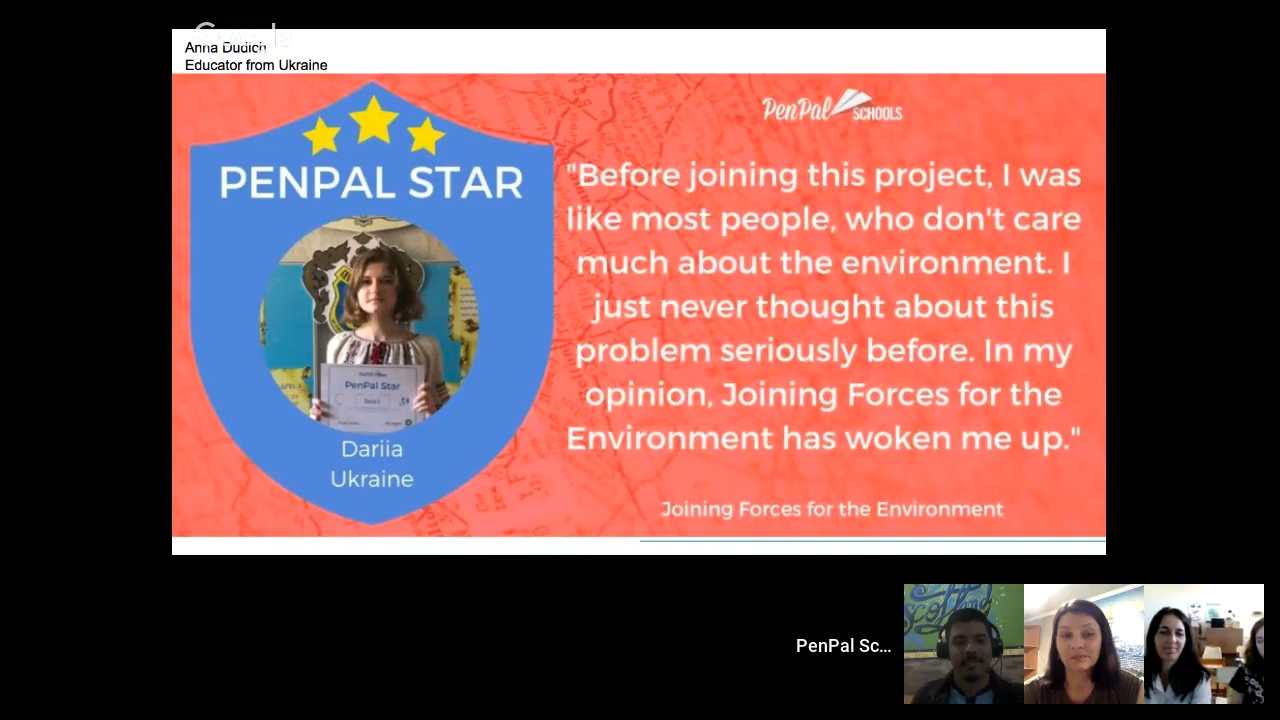 Google
Anna Dudich
Educator from Ukraine
PenPal SCHOOLS
PENPAL STAR
PenPal Star
Dariia
Ukraine
"Before joining this project, I was
like most people, who don't care
much about the environment. I
just never thought about this
problem seriously before. In my
opinion, Joining Forces for the
Environment has woken me up."
Joining Forces for the Environment
PenPal Sc...
Scotland